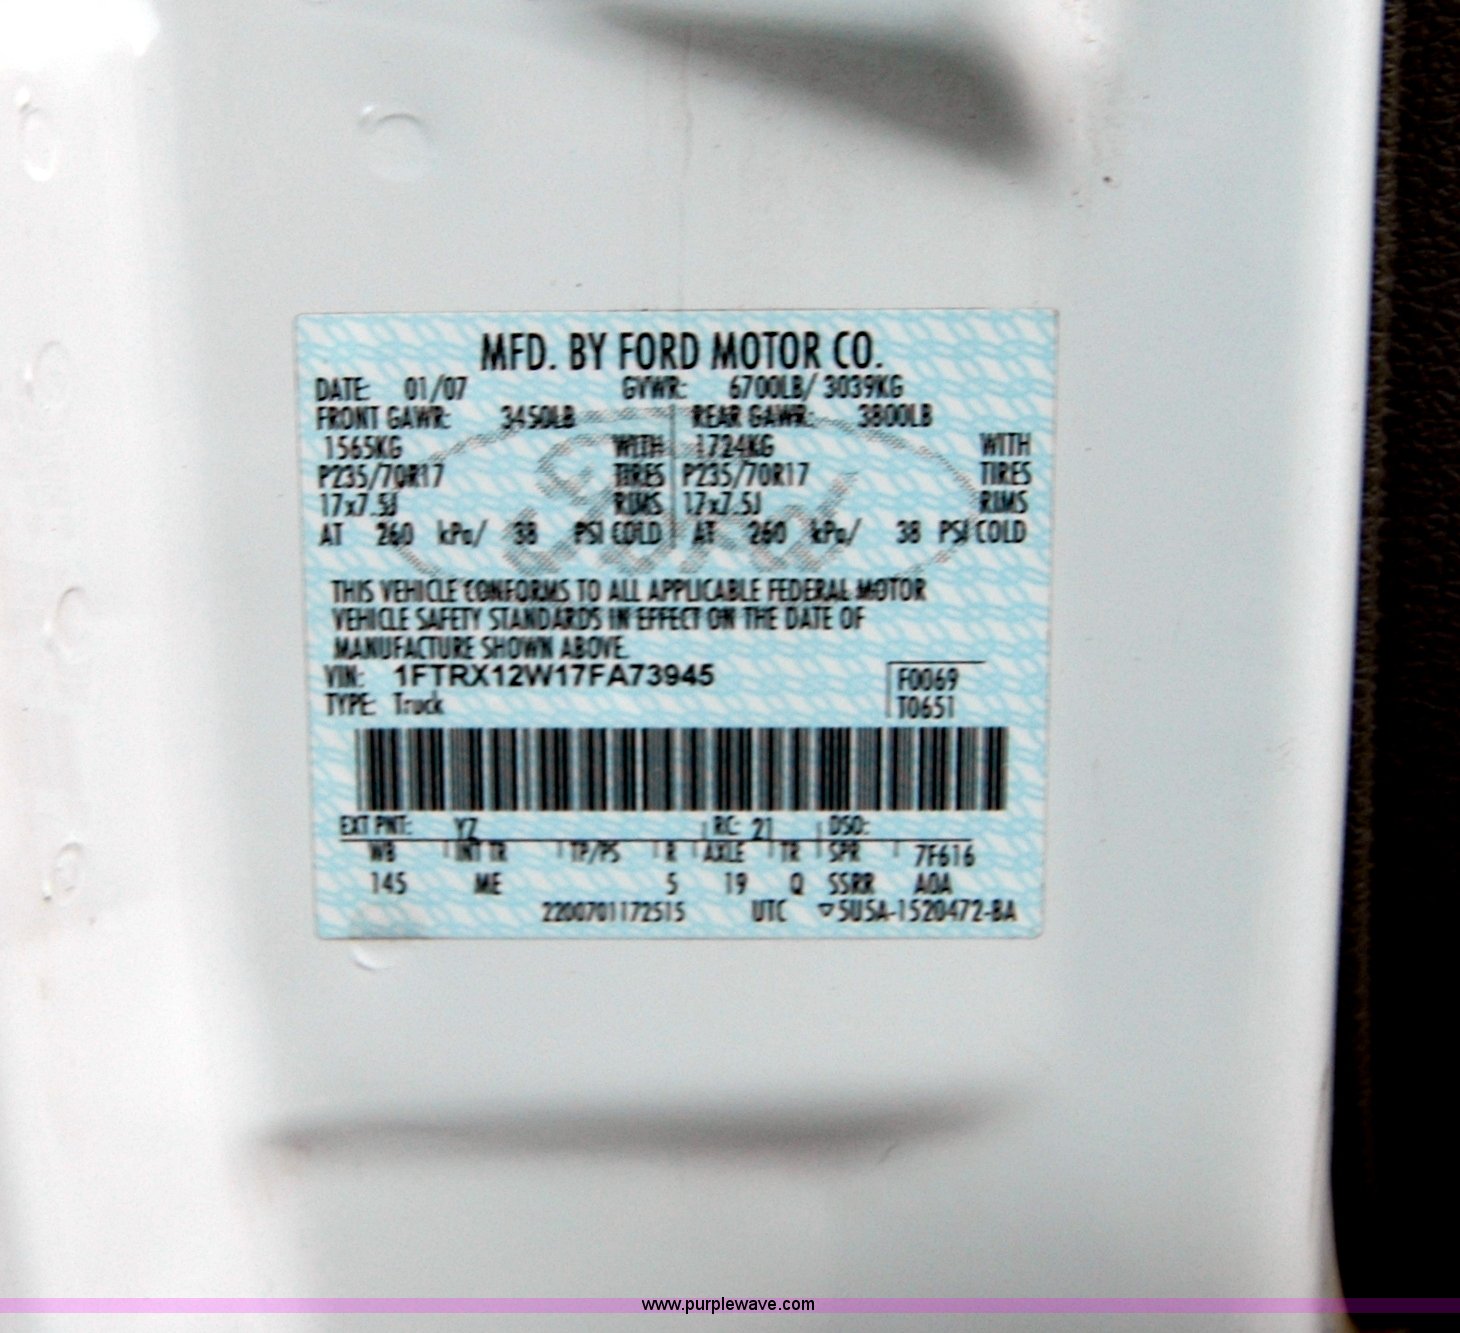 MFD. BY FORD MOTOR CO.
DATE: 01/07 GVWR: 6700LB/ 3039KG
FRONT GAWR: 3450LB REAR GAWR: 3800LB
1565KG WITH 1724KG WITH
P235/70R17 TIRES P235/70R17 TIRES
17x7.5J RIMS 17x7.5J RIMS
AT 260 kPa/ 38 PSI COLD AT 260 kPa/ 38 PSI COLD
Ford
THIS VEHICLE CONFORMS TO ALL APPLICABLE FEDERAL MOTOR
VEHICLE SAFETY STANDARDS IN EFFECT ON THE DATE OF
MANUFACTURE SHOWN ABOVE.
VIN: 1FTRX12W17FA73945 F0069
TYPE: Truck T0651
EXT PNT: YZ RC: 21 DSO:
WB INT TR TP/PS R AXLE TR SPR 7F616
145 ME 5 19 Q SSRR A0A
2200701172515 UTC ▽5U5A-1520472-BA
www.purplewave.com